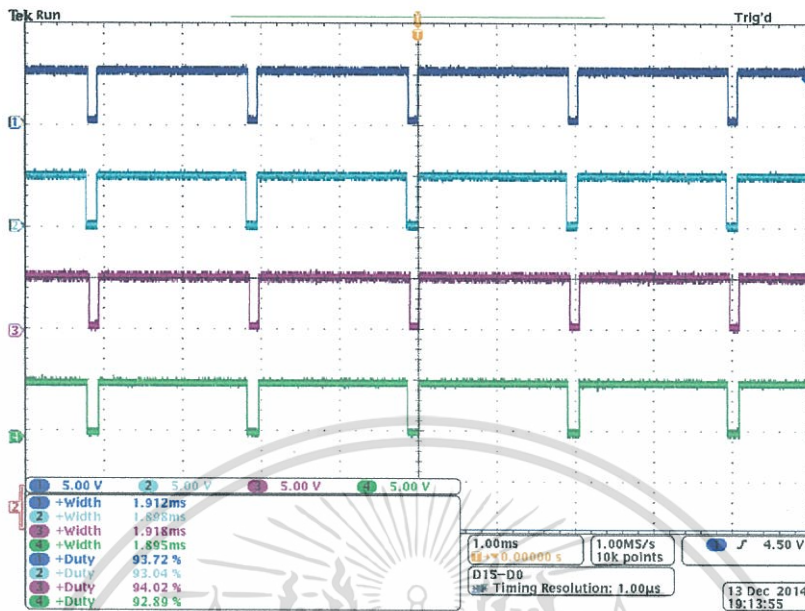 Tek Run Trig'd
T
1
2
3
4
2
1 5.00 V 2 5.00 V 3 5.00 V 4 5.00 V
1 +Width 1.912ms
2 +Width 1.898ms
3 +Width 1.918ms
4 +Width 1.895ms
1 +Duty 93.72 %
2 +Duty 93.04 %
3 +Duty 94.02 %
4 +Duty 92.89 %
1.00ms
T→▼0.00000 s
1.00MS/s
10k points
1 ƒ 4.50 V
D15-D0
Timing Resolution: 1.00µs
13 Dec 2014
19:13:55